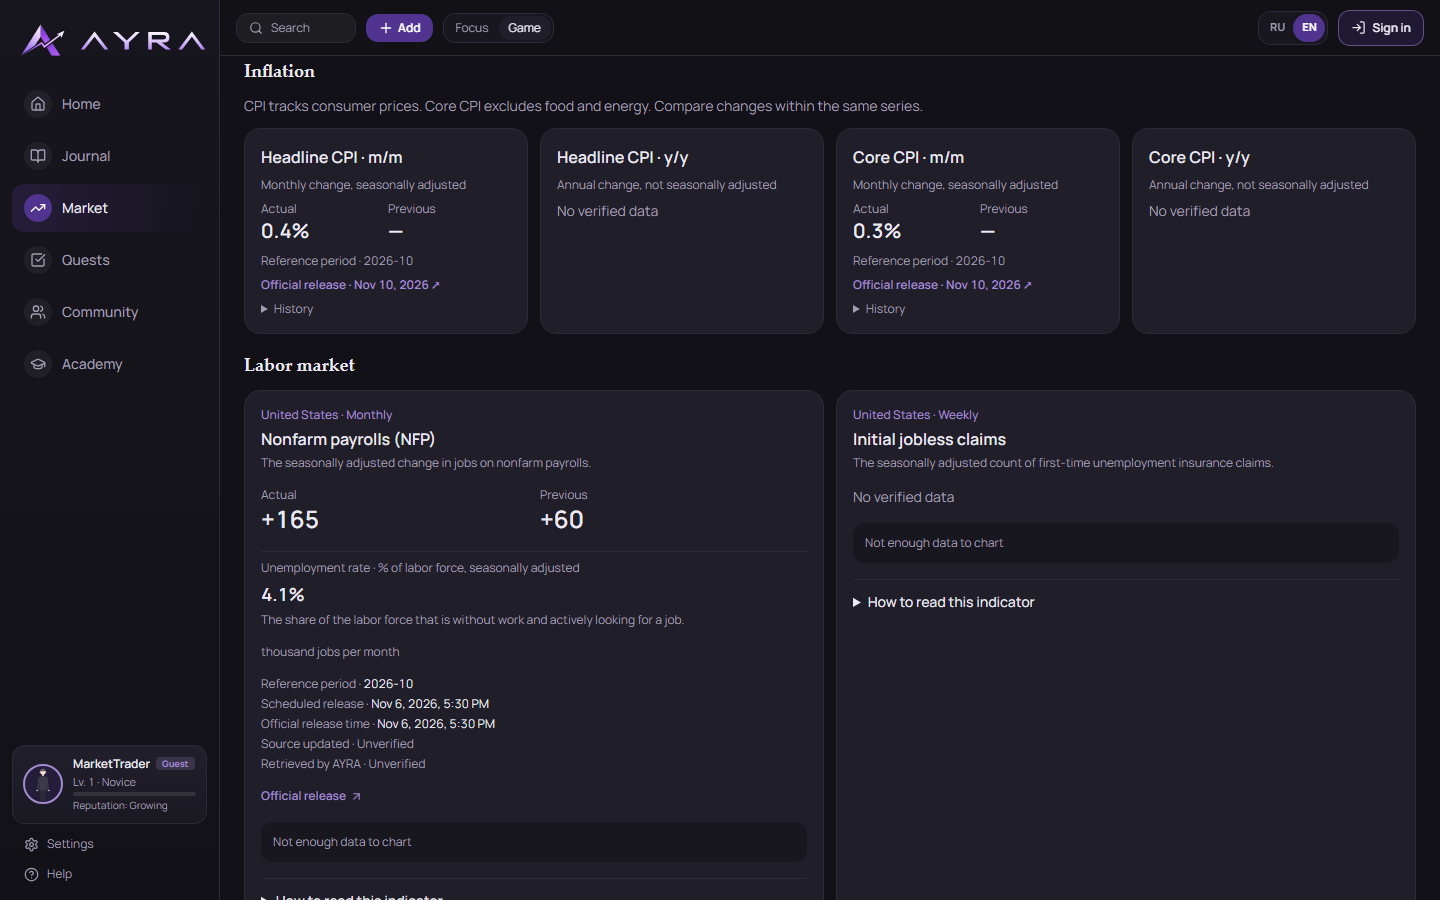 AYRA
Search
Add
Focus
Game
RU
EN
Sign in
Home
Journal
Market
Quests
Community
Academy
MarketTrader
Guest
Lv. 1 · Novice
Reputation: Growing
Settings
Help
Inflation
CPI tracks consumer prices. Core CPI excludes food and energy. Compare changes within the same series.
Headline CPI · m/m
Monthly change, seasonally adjusted
Actual
Previous
0.4%
—
Reference period · 2026-10
Official release · Nov 10, 2026 ↗
▶ History
Headline CPI · y/y
Annual change, not seasonally adjusted
No verified data
Core CPI · m/m
Monthly change, seasonally adjusted
Actual
Previous
0.3%
—
Reference period · 2026-10
Official release · Nov 10, 2026 ↗
▶ History
Core CPI · y/y
Annual change, not seasonally adjusted
No verified data
Labor market
United States · Monthly
Nonfarm payrolls (NFP)
The seasonally adjusted change in jobs on nonfarm payrolls.
Actual
Previous
+165
+60
Unemployment rate · % of labor force, seasonally adjusted
4.1%
The share of the labor force that is without work and actively looking for a job.
thousand jobs per month
Reference period · 2026-10
Scheduled release · Nov 6, 2026, 5:30 PM
Official release time · Nov 6, 2026, 5:30 PM
Source updated · Unverified
Retrieved by AYRA · Unverified
Official release ↗
Not enough data to chart
▶ How to read this indicator
United States · Weekly
Initial jobless claims
The seasonally adjusted count of first-time unemployment insurance claims.
No verified data
Not enough data to chart
▶ How to read this indicator